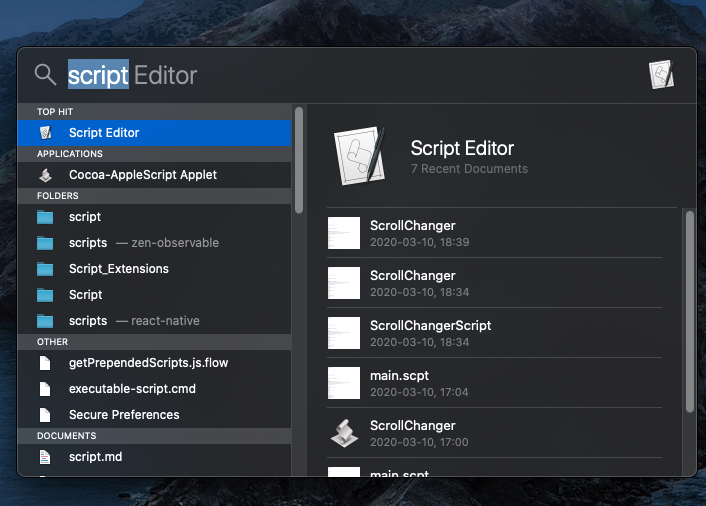 script Editor
TOP HIT
Script Editor
APPLICATIONS
Cocoa-AppleScript Applet
FOLDERS
script
scripts — zen-observable
Script_Extensions
Script
scripts — react-native
OTHER
getPrependedScripts.js.flow
executable-script.cmd
Secure Preferences
DOCUMENTS
script.md
Script Editor
7 Recent Documents
ScrollChanger
2020-03-10, 18:39
ScrollChanger
2020-03-10, 18:34
ScrollChangerScript
2020-03-10, 18:34
main.scpt
2020-03-10, 17:04
ScrollChanger
2020-03-10, 17:00
main.scpt